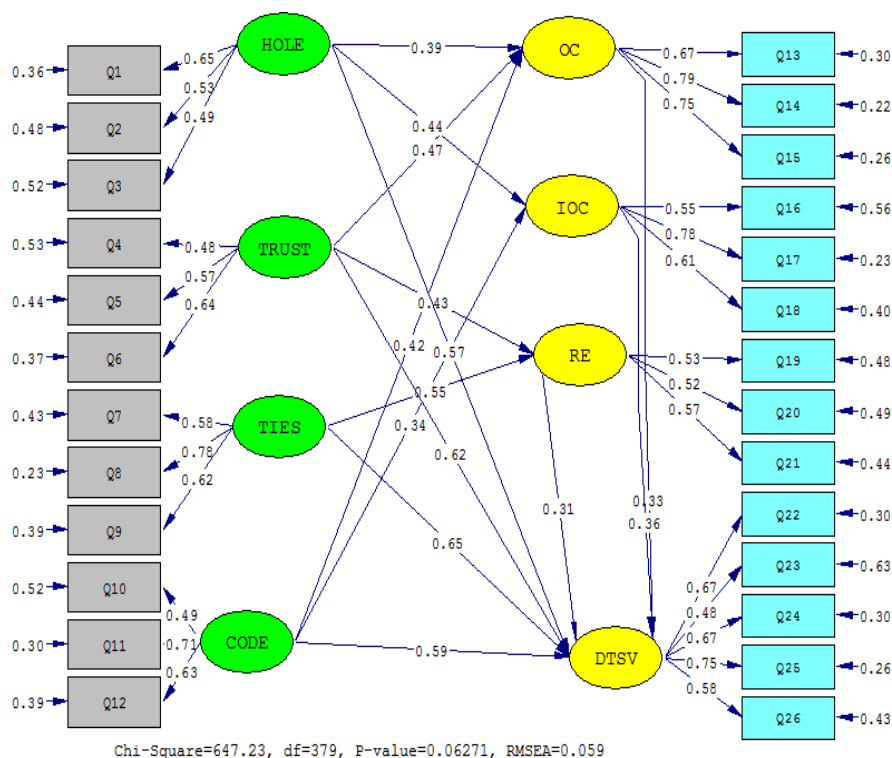 HOLE
TRUST
TIES
CODE
OC
IOC
RE
DTSV
0.36 Q1 0.65
0.48 Q2 0.53
0.52 Q3 0.49
0.53 Q4 0.48
0.44 Q5 0.57
0.37 Q6 0.64
0.43 Q7 0.58
0.23 Q8 0.78
0.39 Q9 0.62
0.52 Q10 0.49
0.30 Q11 0.71
0.39 Q12 0.63
0.39
0.44
0.47
0.43
0.42
0.57
0.55
0.34
0.62
0.31
0.33
0.36
0.65
0.59
0.67 Q13 0.30
0.79 Q14 0.22
0.75 Q15 0.26
0.55 Q16 0.56
0.78 Q17 0.23
0.61 Q18 0.40
0.53 Q19 0.48
0.52 Q20 0.49
0.57 Q21 0.44
0.67 Q22 0.30
0.48 Q23 0.63
0.67 Q24 0.30
0.75 Q25 0.26
0.58 Q26 0.43
Chi-Square=647.23, df=379, P-value=0.06271, RMSEA=0.059